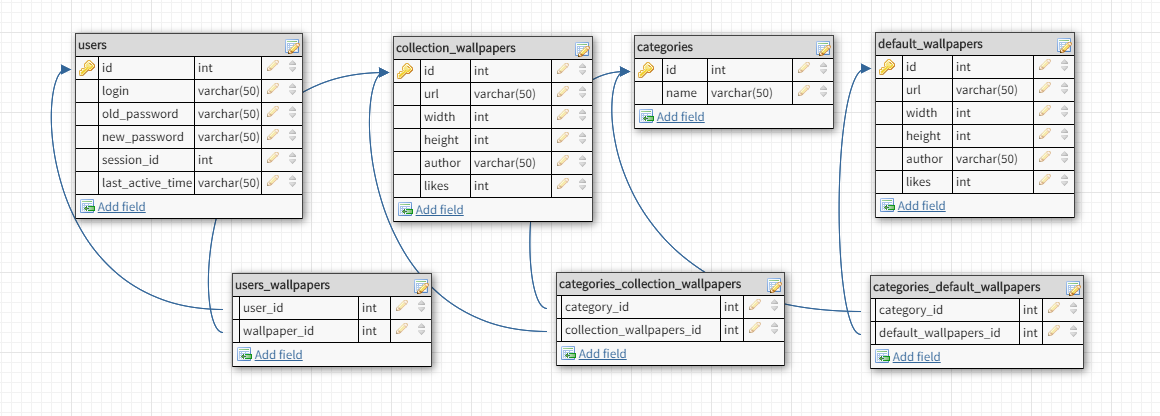 users
id int
login varchar(50)
old_password varchar(50)
new_password varchar(50)
session_id int
last_active_time varchar(50)
Add field
collection_wallpapers
id int
url varchar(50)
width int
height int
author varchar(50)
likes int
Add field
categories
id int
name varchar(50)
Add field
default_wallpapers
id int
url varchar(50)
width int
height int
author varchar(50)
likes int
Add field
users_wallpapers
user_id int
wallpaper_id int
Add field
categories_collection_wallpapers
category_id int
collection_wallpapers_id int
Add field
categories_default_wallpapers
category_id int
default_wallpapers_id int
Add field